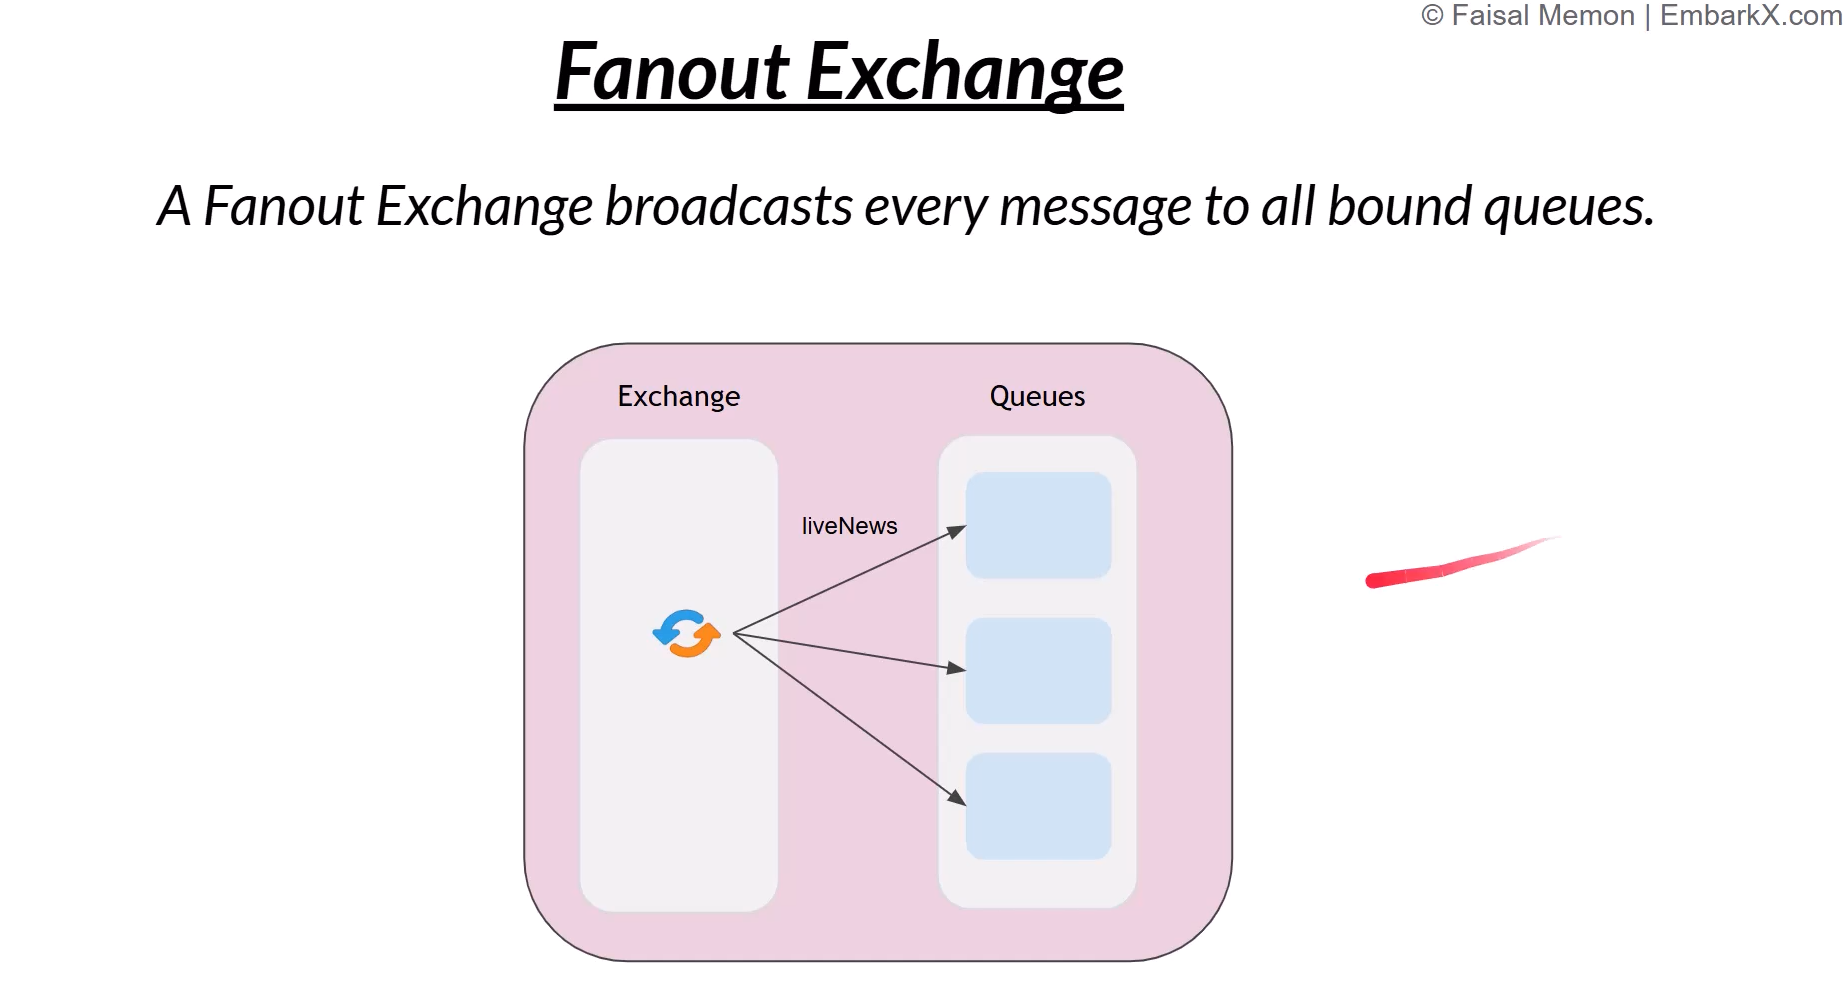 © Faisal Memon | EmbarkX.com
Fanout Exchange
A Fanout Exchange broadcasts every message to all bound queues.
Exchange
Queues
liveNews